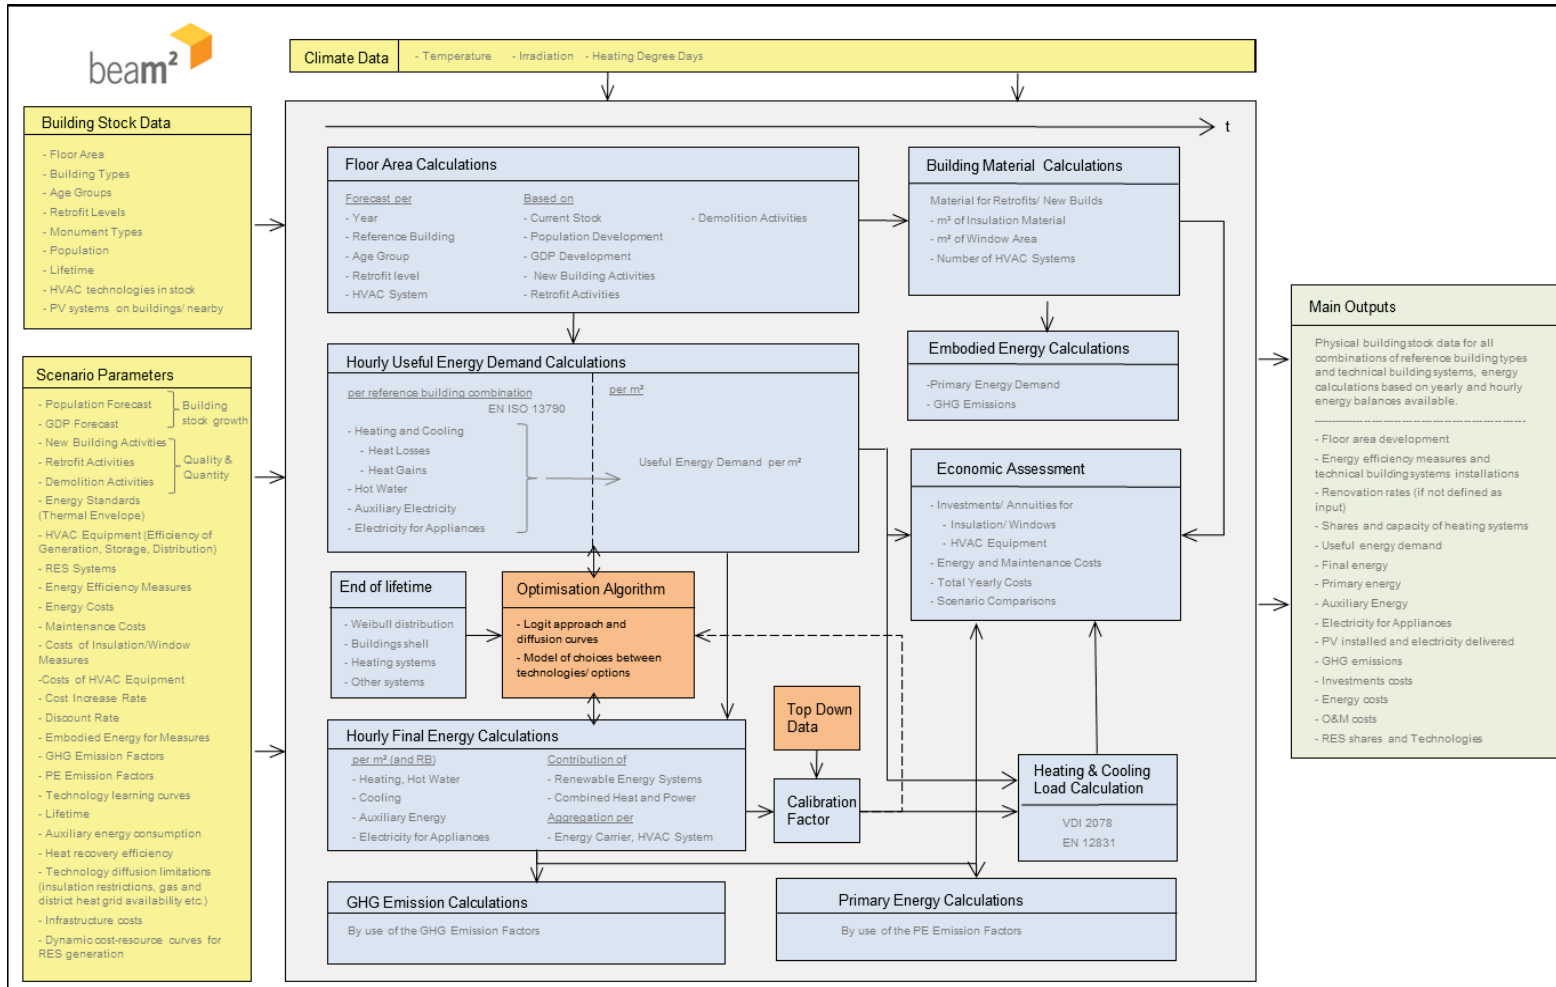 beam²
Climate Data
- Temperature - Irradiation - Heating Degree Days
Building Stock Data
- Floor Area
- Building Types
- Age Groups
- Retrofit Levels
- Monument Types
- Population
- Lifetime
- HVAC technologies in stock
- PV systems on buildings/ nearby
Scenario Parameters
- Population Forecast
- GDP Forecast
Building
stock growth
- New Building Activities
- Retrofit Activities
- Demolition Activities
Quality &
Quantity
- Energy Standards
(Thermal Envelope)
- HVAC Equipment (Efficiency of
Generation, Storage, Distribution)
- RES Systems
- Energy Efficiency Measures
- Energy Costs
- Maintenance Costs
- Costs of Insulation/Window
Measures
-Costs of HVAC Equipment
- Cost Increase Rate
- Discount Rate
- Embodied Energy for Measures
- GHG Emission Factors
- PE Emission Factors
- Technology learning curves
- Lifetime
- Auxiliary energy consumption
- Heat recovery efficiency
- Technology diffusion limitations
(insulation restrictions, gas and
district heat grid availability etc.)
- Infrastructure costs
- Dynamic cost-resource curves for
RES generation
t
Floor Area Calculations
Forecast per
- Year
- Reference Building
- Age Group
- Retrofit level
- HVAC System
Based on
- Current Stock
- Population Development
- GDP Development
- New Building Activities
- Retrofit Activities
- Demolition Activities
Building Material Calculations
Material for Retrofits/ New Builds
- m³ of Insulation Material
- m² of Window Area
- Number of HVAC Systems
Hourly Useful Energy Demand Calculations
per reference building combination
EN ISO 13790
- Heating and Cooling
- Heat Losses
- Heat Gains
- Hot Water
- Auxiliary Electricity
- Electricity for Appliances
per m²
Useful Energy Demand per m²
Embodied Energy Calculations
-Primary Energy Demand
- GHG Emissions
Economic Assessment
- Investments/ Annuities for
- Insulation/ Windows
- HVAC Equipment
- Energy and Maintenance Costs
- Total Yearly Costs
- Scenario Comparisons
End of lifetime
- Weibull distribution
- Buildings shell
- Heating systems
- Other systems
Optimisation Algorithm
- Logit approach and
diffusion curves
- Model of choices between
technologies/ options
Top Down
Data
Hourly Final Energy Calculations
per m² (and RB)
- Heating, Hot Water
- Cooling
- Auxiliary Energy
- Electricity for Appliances
Contribution of
- Renewable Energy Systems
- Combined Heat and Power
Aggregation per
- Energy Carrier, HVAC System
Calibration
Factor
Heating & Cooling
Load Calculation
VDI 2078
EN 12831
GHG Emission Calculations
By use of the GHG Emission Factors
Primary Energy Calculations
By use of the PE Emission Factors
Main Outputs
Physical building stock data for all
combinations of reference building types
and technical building systems, energy
calculations based on yearly and hourly
energy balances available.
- Floor area development
- Energy efficiency measures and
technical building systems installations
- Renovation rates (if not defined as
input)
- Shares and capacity of heating systems
- Useful energy demand
- Final energy
- Primary energy
- Auxiliary Energy
- Electricity for Appliances
- PV installed and electricity delivered
- GHG emissions
- Investments costs
- Energy costs
- O&M costs
- RES shares and Technologies